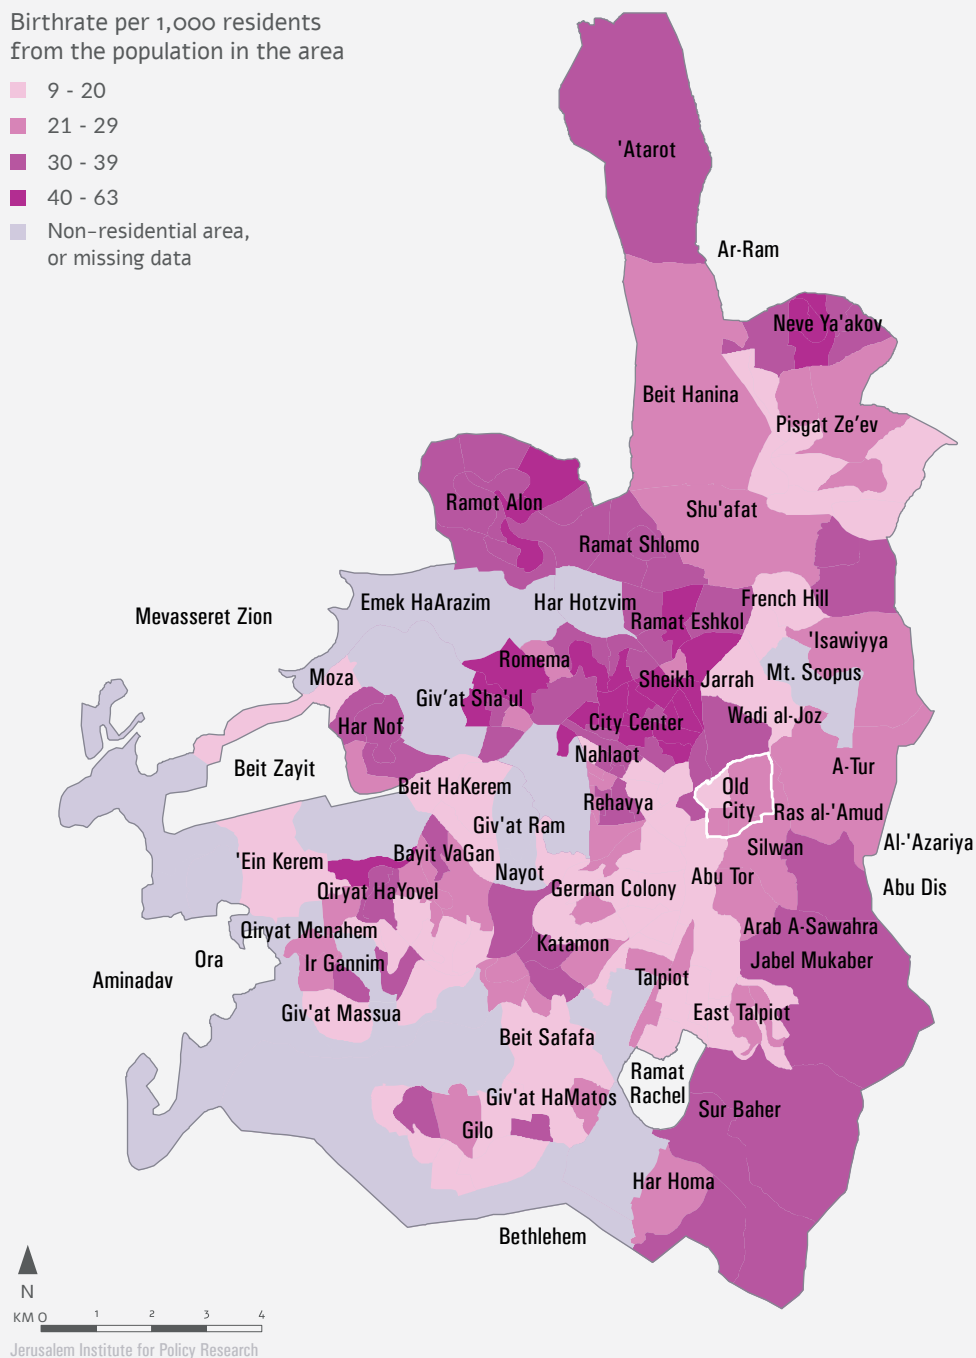 Birthrate per 1,000 residents
from the population in the area
9 - 20
21 - 29
30 - 39
40 - 63
Non-residential area,
or missing data
'Atarot
Ar-Ram
Neve Ya'akov
Beit Hanina
Pisgat Ze’ev
Ramot Alon
Shu'afat
Ramat Shlomo
Emek HaArazim
Har Hotzvim
French Hill
Mevasseret Zion
Ramat Eshkol
'Isawiyya
Romema
Mt. Scopus
Moza
Sheikh Jarrah
Giv’at Sha'ul
Wadi al-Joz
Har Nof
City Center
Nahlaot
Beit Zayit
A-Tur
Beit HaKerem
Old
City
Rehavya
Ras al-'Amud
Giv'at Ram
Al-'Azariya
Silwan
Bayit VaGan
'Ein Kerem
Nayot
Abu Tor
German Colony
Abu Dis
Qiryat HaYovel
Arab A-Sawahra
Qiryat Menahem
Katamon
Ora
Ir Gannim
Jabel Mukaber
Aminadav
Talpiot
Giv'at Massua
East Talpiot
Beit Safafa
Ramat
Rachel
Giv'at HaMatos
Sur Baher
Gilo
Har Homa
Bethlehem
N
KM 0 1 2 3 4
Jerusalem Institute for Policy Research